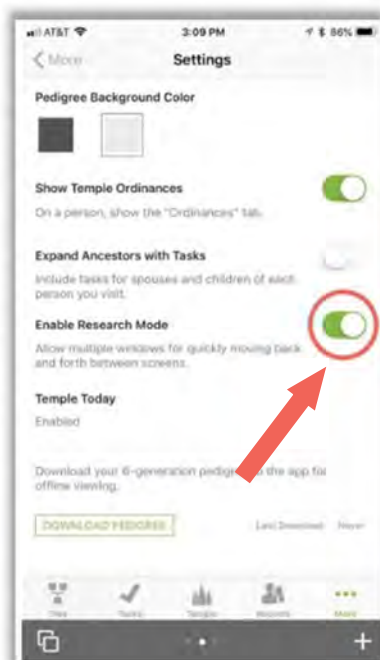 AT&T 3:09 PM 86%
More Settings
Pedigree Background Color
Show Temple Ordinances
On a person, show the "Ordinances" tab.
Expand Ancestors with Tasks
Include tasks for spouses and children of each
person you visit.
Enable Research Mode
Allow multiple windows for quickly moving back
and forth between screens.
Temple Today
Enabled
Download your 6-generation pedigree to the app for
offline viewing.
DOWNLOAD PEDIGREE Last Download Never
Tree Tasks Temple More